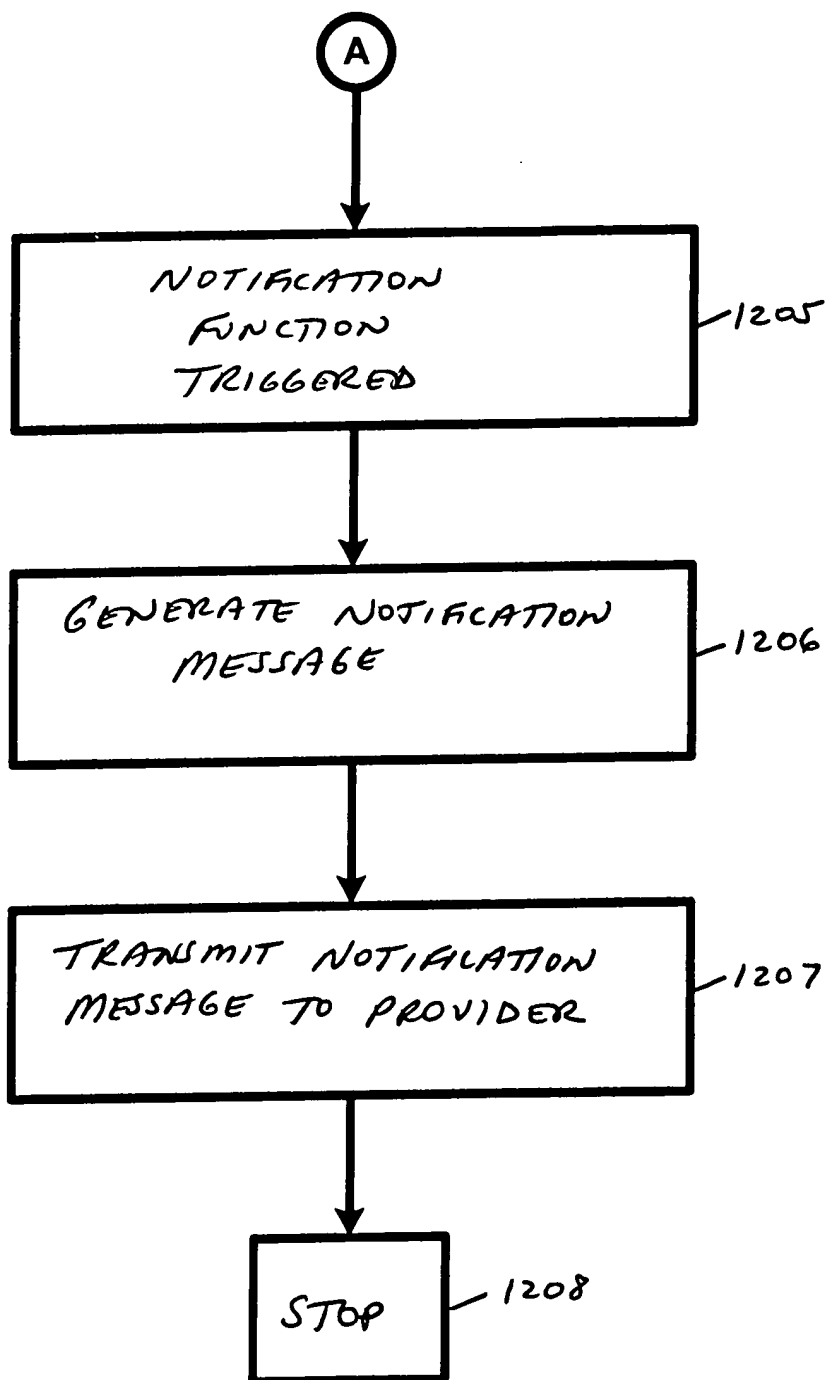 A
NOTIFICATION
FUNCTION
TRIGGERED
1205
GENERATE NOTIFICATION
MESSAGE
1206
TRANSMIT NOTIFICATION
MESSAGE TO PROVIDER
1207
STOP
1208